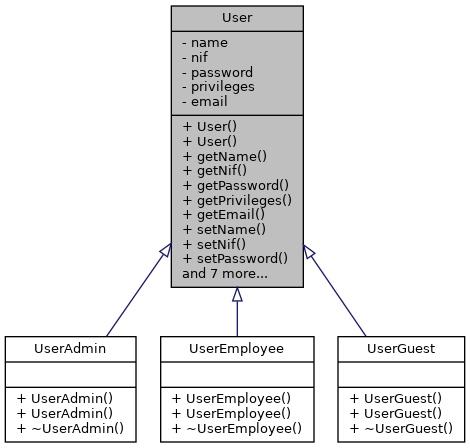 User
- name
- nif
- password
- privileges
- email
+ User()
+ User()
+ getName()
+ getNif()
+ getPassword()
+ getPrivileges()
+ getEmail()
+ setName()
+ setNif()
+ setPassword()
and 7 more...
UserAdmin
+ UserAdmin()
+ UserAdmin()
+ ~UserAdmin()
UserEmployee
+ UserEmployee()
+ UserEmployee()
+ ~UserEmployee()
UserGuest
+ UserGuest()
+ UserGuest()
+ ~UserGuest()